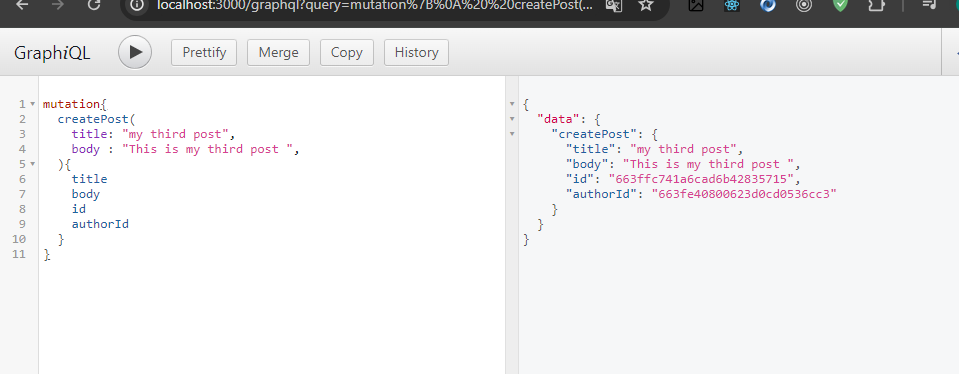 localhost:3000/graphql?query=mutation%7B%0A%20%20createPost(...
GraphiQL Prettify Merge Copy History
1 mutation{
2 createPost(
3 title: "my third post",
4 body : "This is my third post ",
5 ){
6 title
7 body
8 id
9 authorId
10 }
11 }
{
"data": {
"createPost": {
"title": "my third post",
"body": "This is my third post ",
"id": "663ffc741a6cad6b42835715",
"authorId": "663fe40800623d0cd0536cc3"
}
}
}